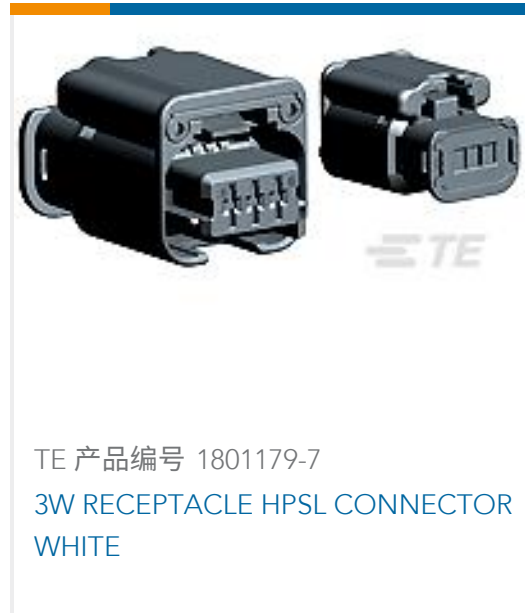 TE
TE 产品编号 1801179-7
3W RECEPTACLE HPSL CONNECTOR
WHITE